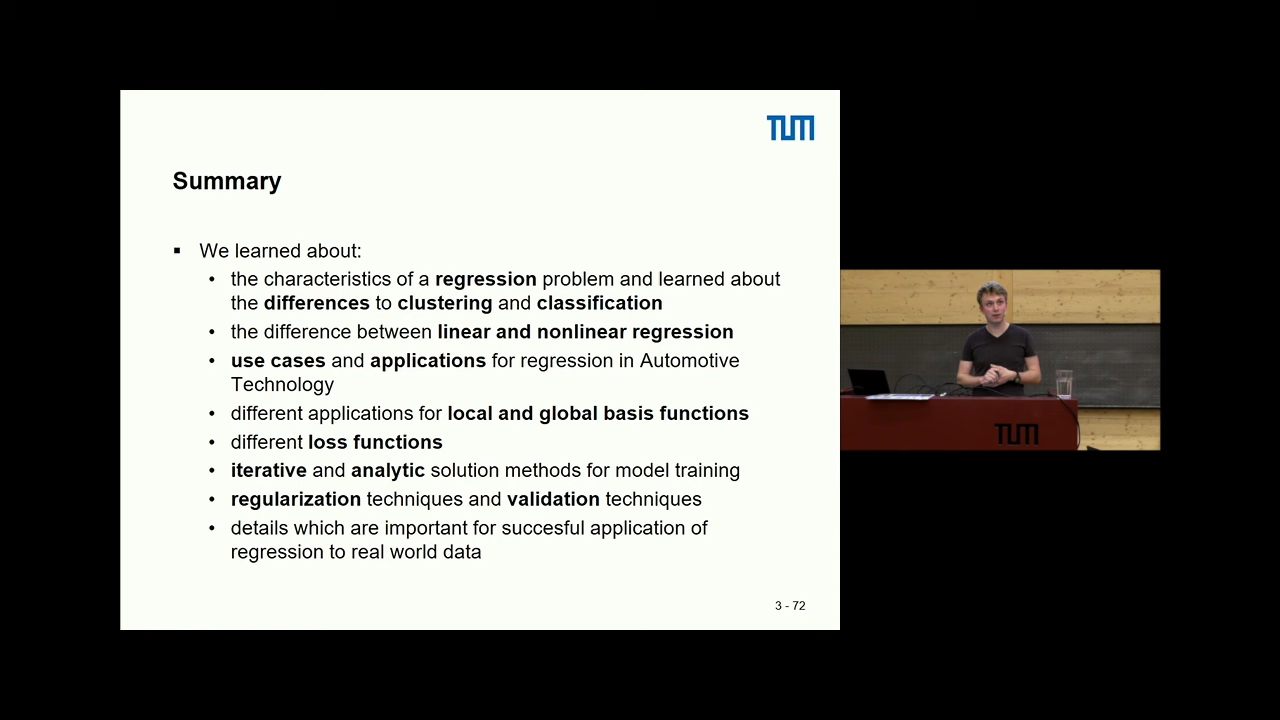 TUM
Summary
▪ We learned about:
• the characteristics of a regression problem and learned about
the differences to clustering and classification
• the difference between linear and nonlinear regression
• use cases and applications for regression in Automotive
Technology
• different applications for local and global basis functions
• different loss functions
• iterative and analytic solution methods for model training
• regularization techniques and validation techniques
• details which are important for succesful application of
regression to real world data
3 - 72
TUM